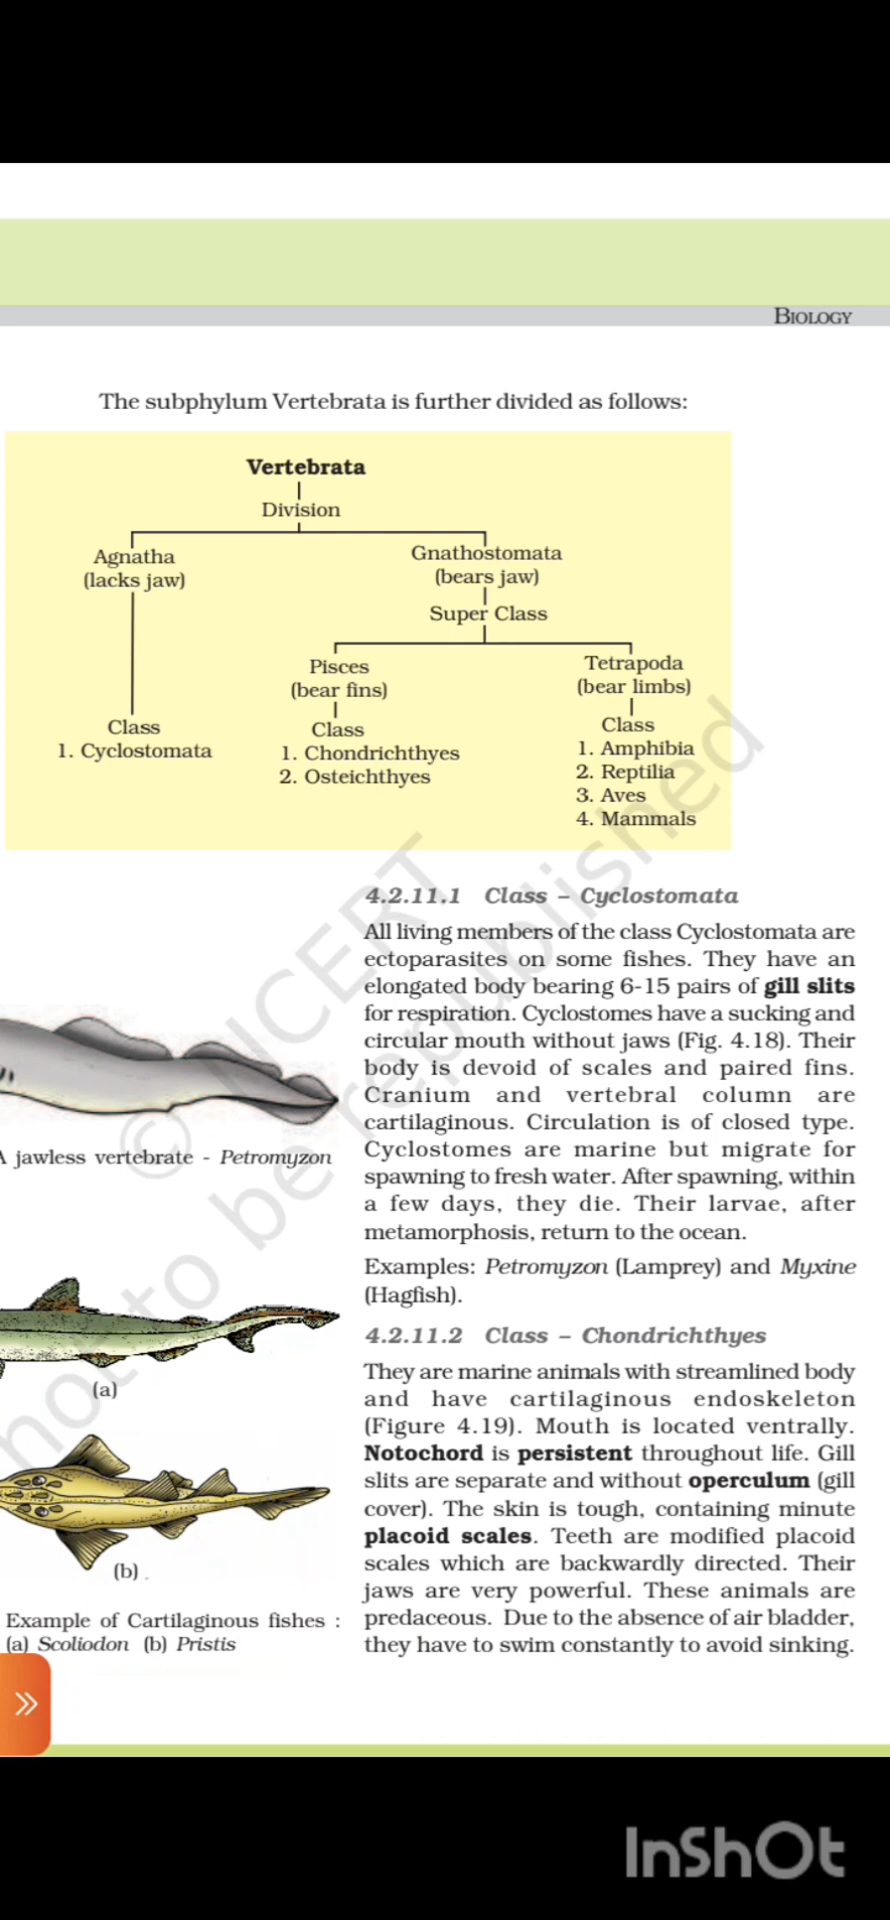 BIOLOGY
The subphylum Vertebrata is further divided as follows:
Vertebrata
Division
Agnatha
(lacks jaw)
Gnathostomata
(bears jaw)
Super Class
Pisces
(bear fins)
Tetrapoda
(bear limbs)
Class
1. Cyclostomata
Class
1. Chondrichthyes
2. Osteichthyes
Class
1. Amphibia
2. Reptilia
3. Aves
4. Mammals
4.2.11.1 Class – Cyclostomata
All living members of the class Cyclostomata are
ectoparasites on some fishes. They have an
elongated body bearing 6-15 pairs of gill slits
for respiration. Cyclostomes have a sucking and
circular mouth without jaws (Fig. 4.18). Their
body is devoid of scales and paired fins.
Cranium and vertebral column are
cartilaginous. Circulation is of closed type.
Cyclostomes are marine but migrate for
spawning to fresh water. After spawning, within
a few days, they die. Their larvae, after
metamorphosis, return to the ocean.
Examples: Petromyzon (Lamprey) and Myxine
(Hagfish).
4.2.11.2 Class – Chondrichthyes
They are marine animals with streamlined body
and have cartilaginous endoskeleton
(Figure 4.19). Mouth is located ventrally.
Notochord is persistent throughout life. Gill
slits are separate and without operculum (gill
cover). The skin is tough, containing minute
placoid scales. Teeth are modified placoid
scales which are backwardly directed. Their
jaws are very powerful. These animals are
predaceous. Due to the absence of air bladder,
they have to swim constantly to avoid sinking.
A jawless vertebrate - Petromyzon
(a)
(b) .
Example of Cartilaginous fishes :
(a) Scoliodon (b) Pristis
© NCERT
not to be republished
InShOt